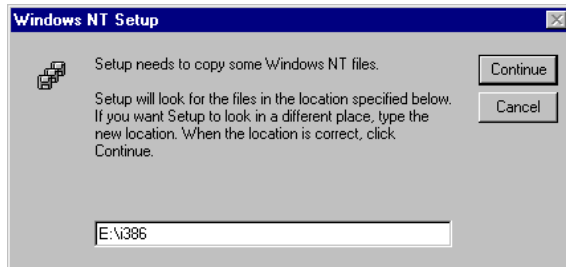 Windows NT Setup
Setup needs to copy some Windows NT files.
Continue
Setup will look for the files in the location specified below.
If you want Setup to look in a different place, type the
new location. When the location is correct, click
Continue.
Cancel
E:\i386